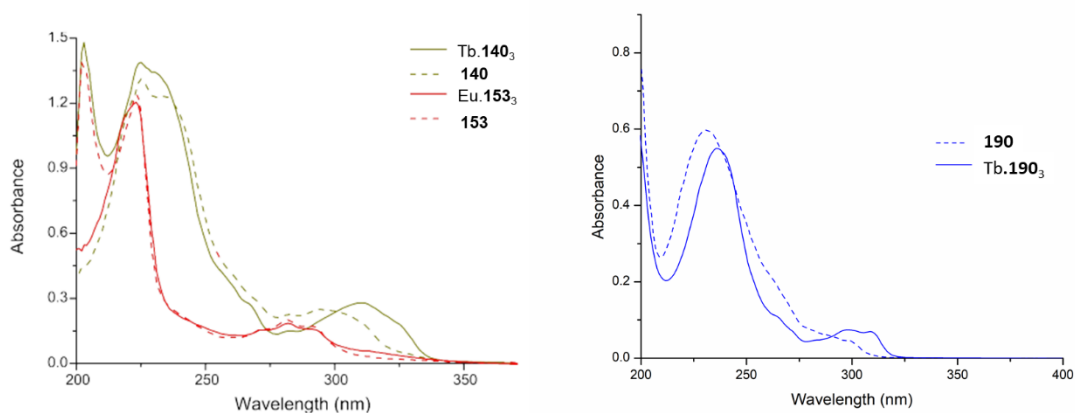 1.5
1.2
0.9
0.6
0.3
0.0
Absorbance
200 250 300 350
Wavelength (nm)
Tb.140₃
140
Eu.153₃
153
0.8
0.6
0.4
0.2
0.0
Absorbance
200 250 300 350 400
Wavelength (nm)
190
Tb.190₃